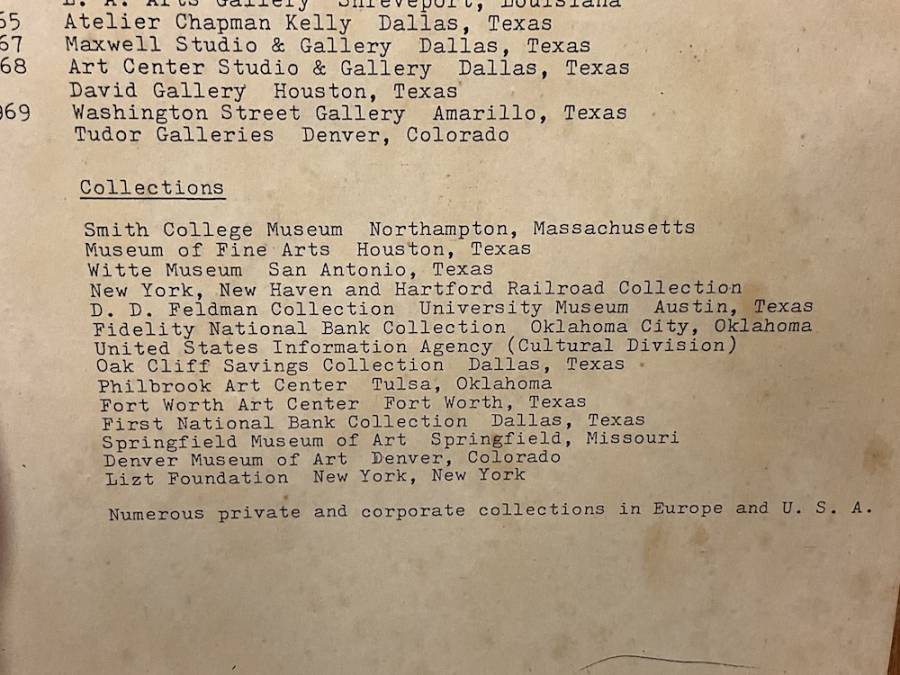 L. A. Arts Gallery Shreveport, Louisiana
65 Atelier Chapman Kelly Dallas, Texas
67 Maxwell Studio & Gallery Dallas, Texas
68 Art Center Studio & Gallery Dallas, Texas
David Gallery Houston, Texas
969 Washington Street Gallery Amarillo, Texas
Tudor Galleries Denver, Colorado
Collections
Smith College Museum Northampton, Massachusetts
Museum of Fine Arts Houston, Texas
Witte Museum San Antonio, Texas
New York, New Haven and Hartford Railroad Collection
D. D. Feldman Collection University Museum Austin, Texas
Fidelity National Bank Collection Oklahoma City, Oklahoma
United States Information Agency (Cultural Division)
Oak Cliff Savings Collection Dallas, Texas
Philbrook Art Center Tulsa, Oklahoma
Fort Worth Art Center Fort Worth, Texas
First National Bank Collection Dallas, Texas
Springfield Museum of Art Springfield, Missouri
Denver Museum of Art Denver, Colorado
Lizt Foundation New York, New York
Numerous private and corporate collections in Europe and U. S. A.